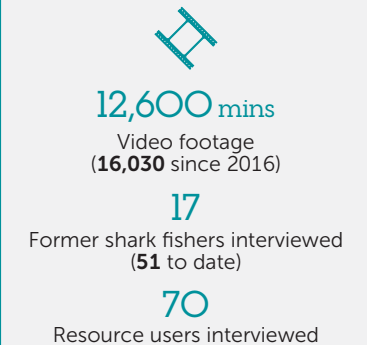 12,600 mins
Video footage
(16,030 since 2016)
17
Former shark fishers interviewed
(51 to date)
70
Resource users interviewed